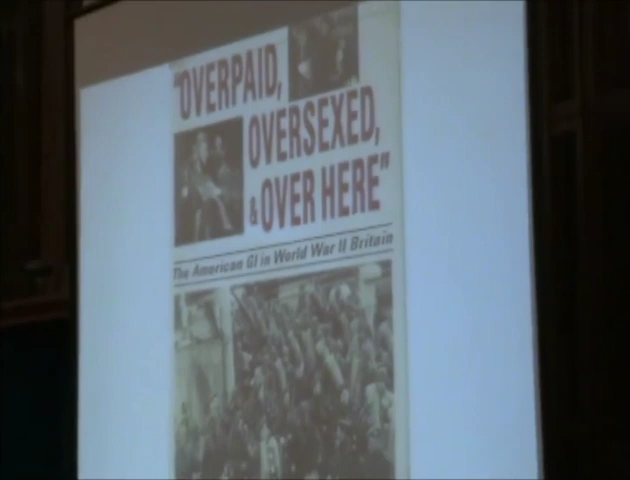 "OVERPAID,
OVERSEXED,
& OVER HERE"
The American GI in World War II Britain